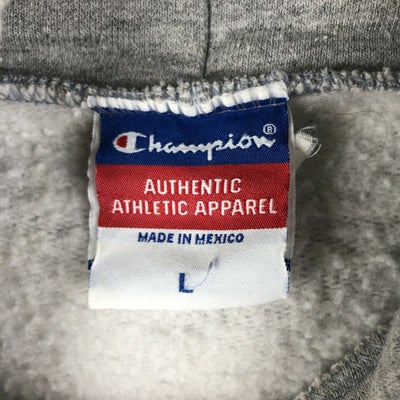 Champion®
AUTHENTIC
ATHLETIC APPAREL
MADE IN MEXICO
L